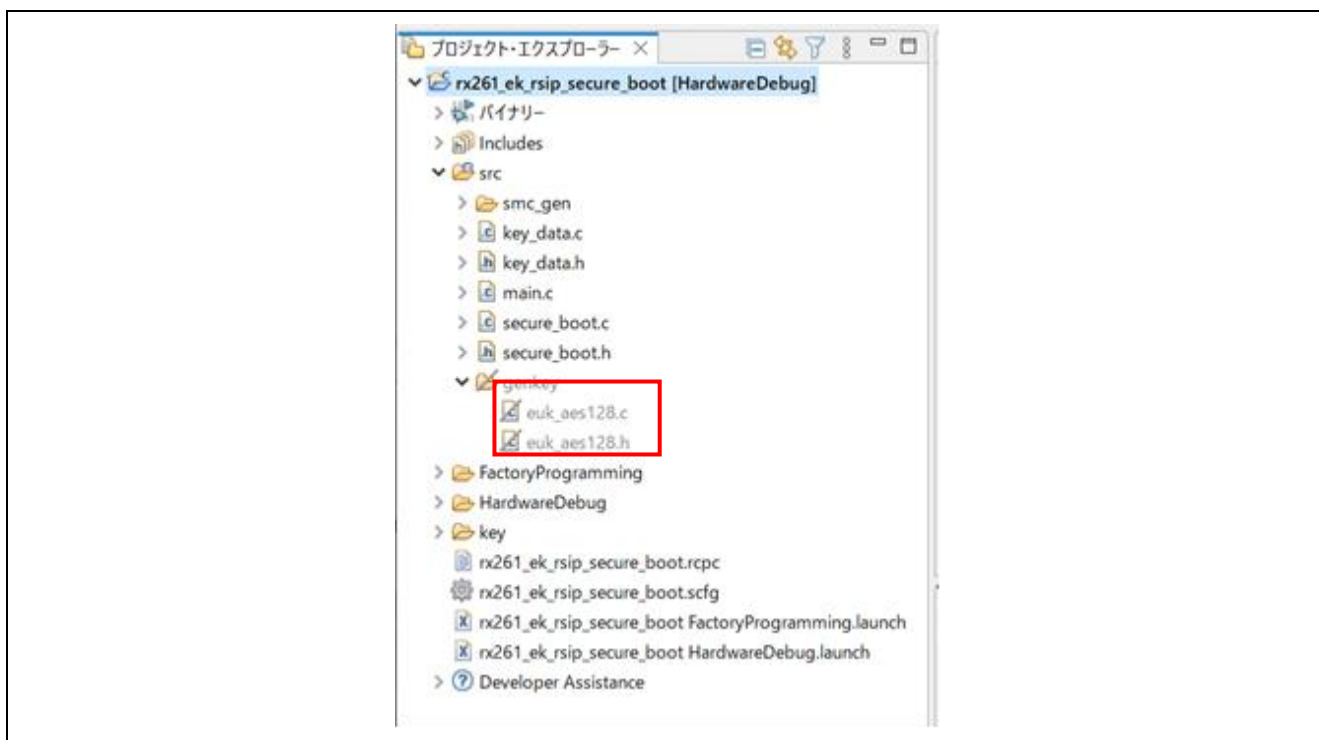 プロジェクト・エクスプローラー
rx261_ek_rsip_secure_boot [HardwareDebug]
バイナリー
Includes
src
smc_gen
key_data.c
key_data.h
main.c
secure_boot.c
secure_boot.h
genkey
euk_aes128.c
euk_aes128.h
FactoryProgramming
HardwareDebug
key
rx261_ek_rsip_secure_boot.rcpc
rx261_ek_rsip_secure_boot.scfg
rx261_ek_rsip_secure_boot FactoryProgramming.launch
rx261_ek_rsip_secure_boot HardwareDebug.launch
Developer Assistance